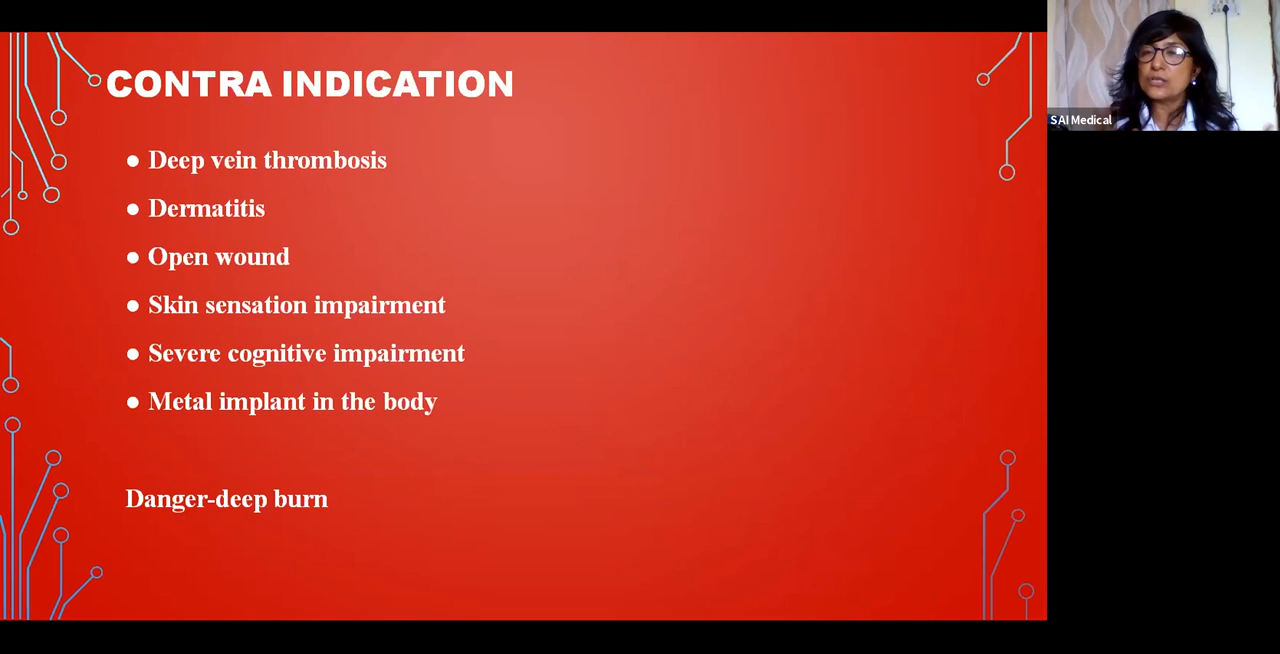 CONTRA INDICATION
● Deep vein thrombosis
● Dermatitis
● Open wound
● Skin sensation impairment
● Severe cognitive impairment
● Metal implant in the body
Danger-deep burn
SAI Medical